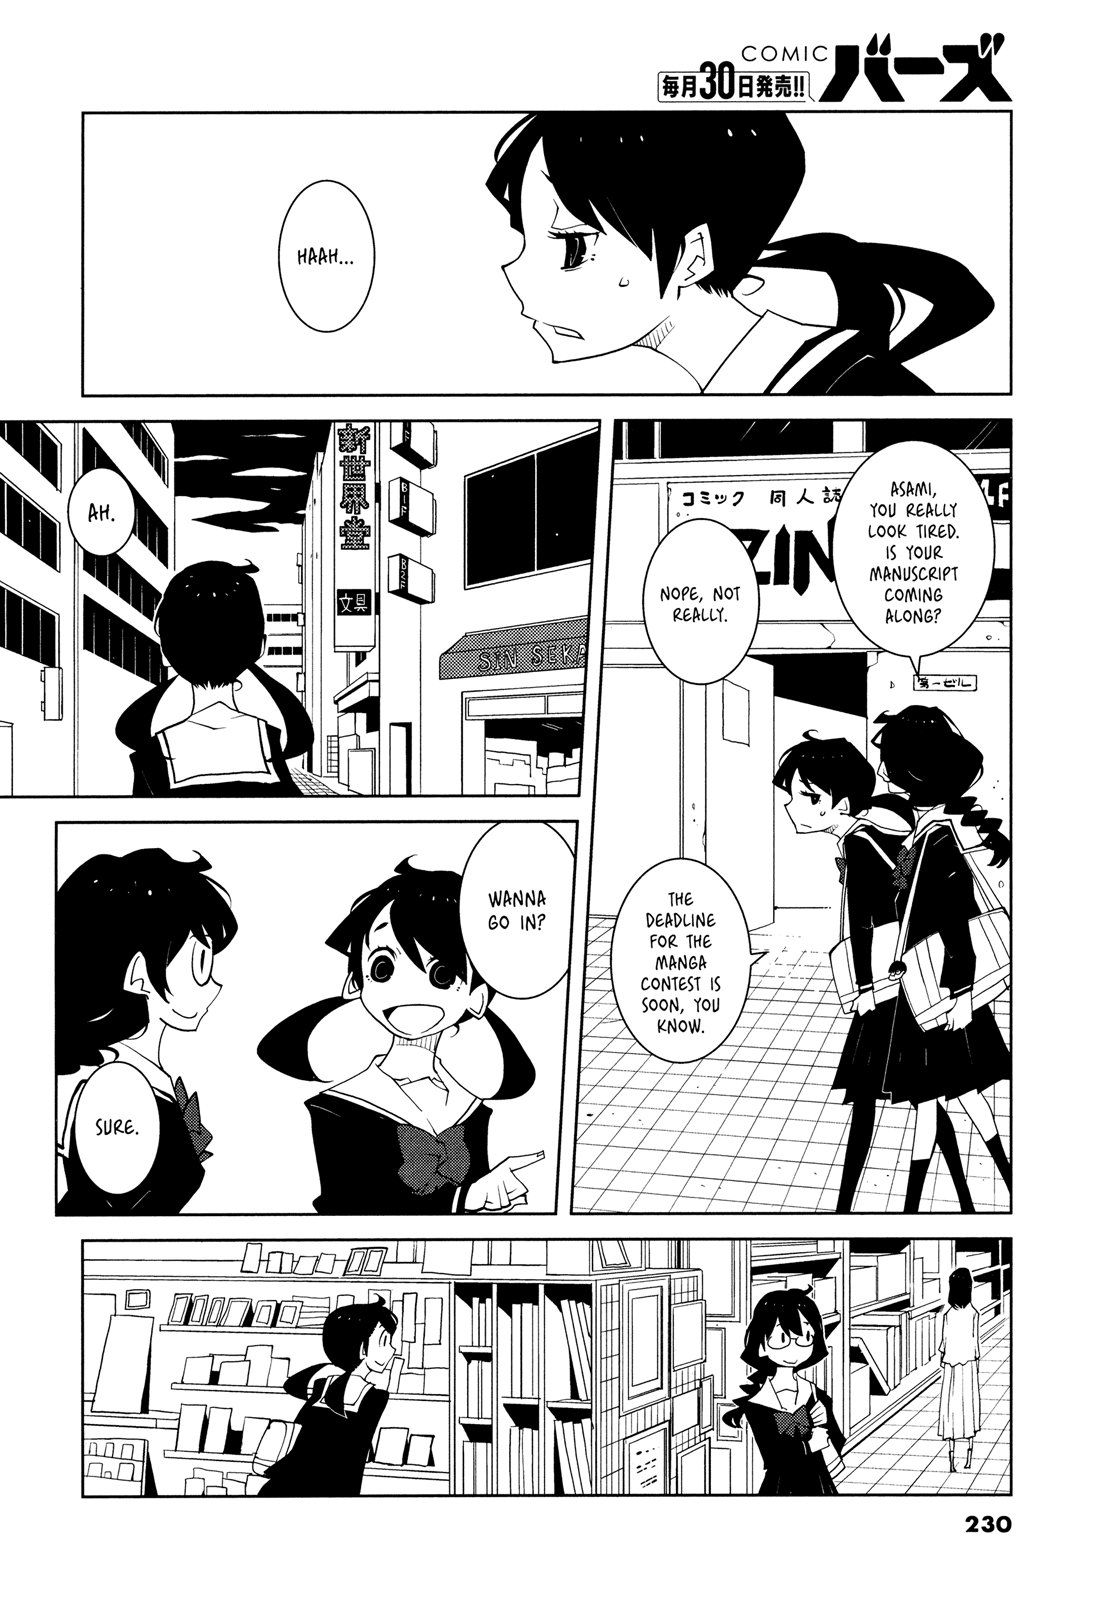 COMIC バーズ
毎月30日発売!!
HAAH...
コミック 同人誌
ZIN
ASAMI,
YOU REALLY
LOOK TIRED.
IS YOUR
MANUSCRIPT
COMING
ALONG?
NOPE, NOT
REALLY.
第一ビル
THE
DEADLINE
FOR THE
MANGA
CONTEST IS
SOON, YOU
KNOW.
AH.
新世界堂
文具
B1F
B2F
SIN SEKA
WANNA
GO IN?
SURE.
230